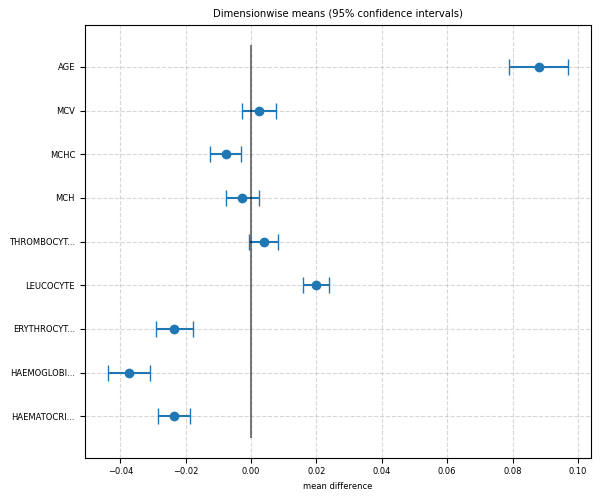 Dimensionwise means (95% confidence intervals)
AGE
MCV
MCHC
MCH
THROMBOCYT...
LEUCOCYTE
ERYTHROCYT...
HAEMOGLOBI...
HAEMATOCRI...
−0.04 −0.02 0.00 0.02 0.04 0.06 0.08 0.10
mean difference